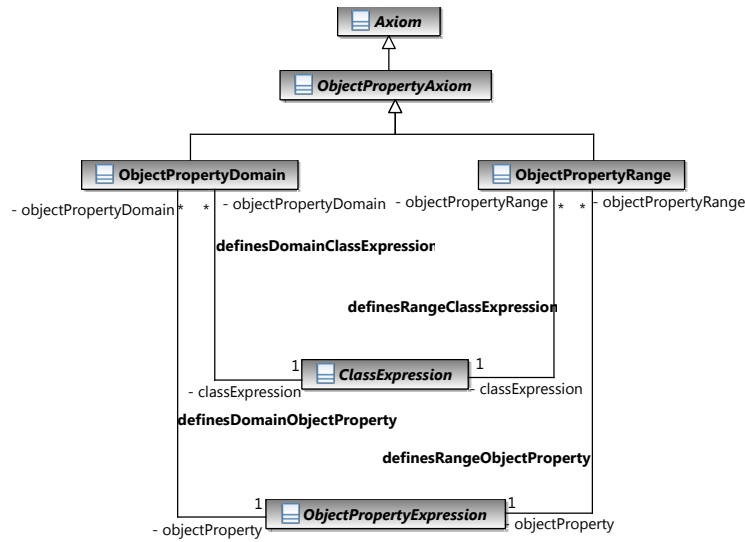 Axiom
ObjectPropertyAxiom
ObjectPropertyDomain
ObjectPropertyRange
- objectPropertyDomain
*
*
- objectPropertyDomain
- objectPropertyRange
*
*
- objectPropertyRange
definesDomainClassExpression
definesRangeClassExpression
1
ClassExpression
1
- classExpression
- classExpression
definesDomainObjectProperty
definesRangeObjectProperty
1
ObjectPropertyExpression
1
- objectProperty
- objectProperty